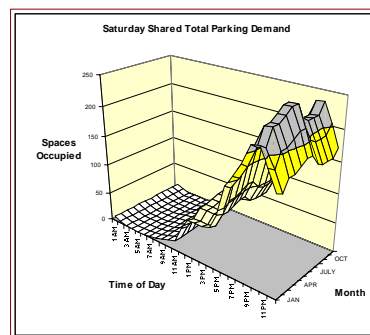 Saturday Shared Total Parking Demand
250
200
150
100
50
0
Spaces
Occupied
1 AM
3 AM
5 AM
7 AM
9 AM
11 AM
1 PM
3 PM
5 PM
7 PM
9 PM
11 PM
Time of Day
JAN
APR
JULY
OCT
Month